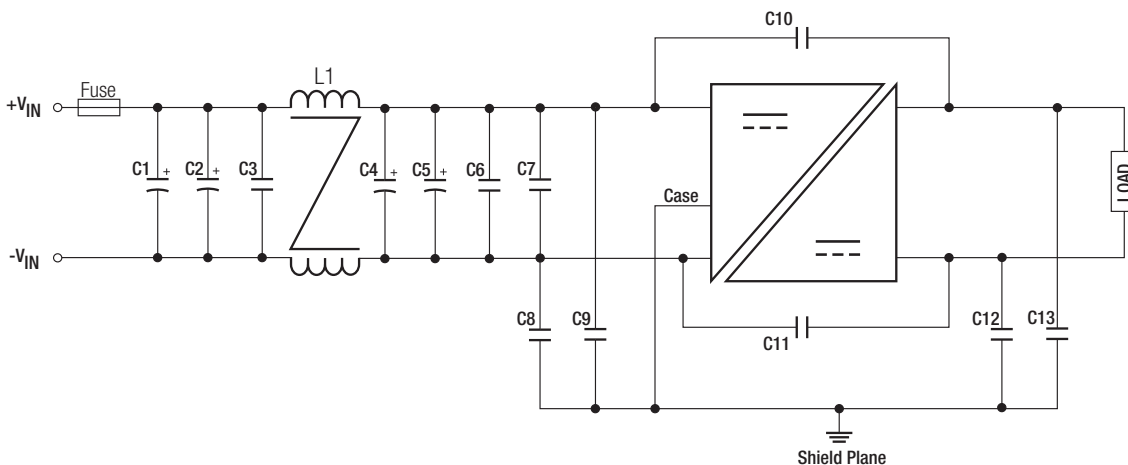 C10
L1
Fuse
+VIN
C1 +
C2 +
C3
C4 +
C5 +
C6
C7
Case
LOAD
-VIN
C8
C9
C11
C12
C13
Shield Plane